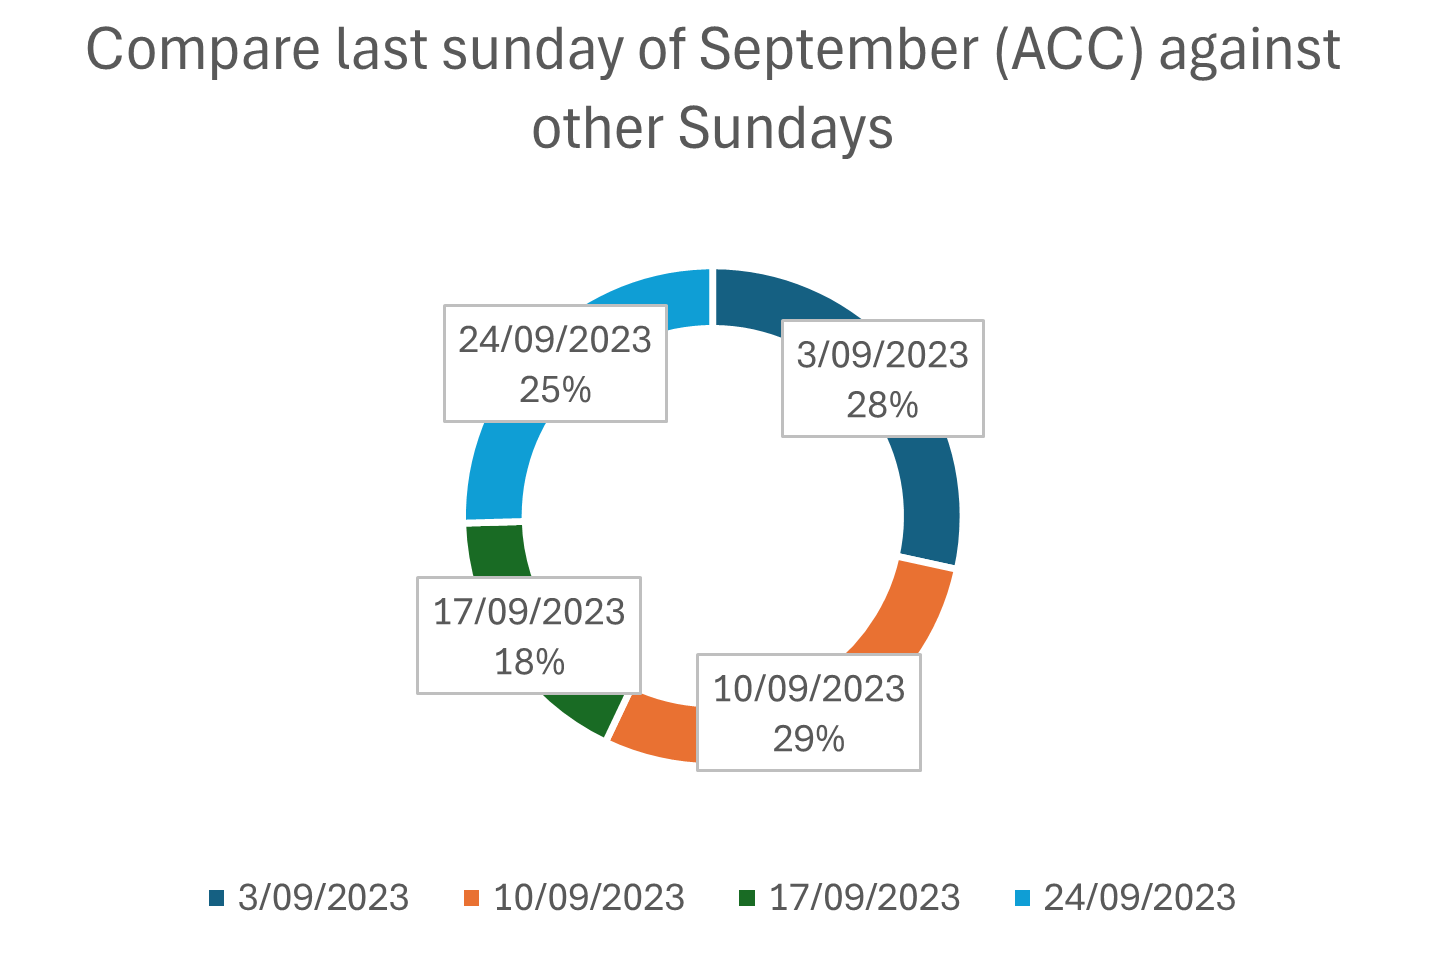 Compare last sunday of September (ACC) against
other Sundays
24/09/2023
25%
3/09/2023
28%
17/09/2023
18%
10/09/2023
29%
3/09/2023 10/09/2023 17/09/2023 24/09/2023